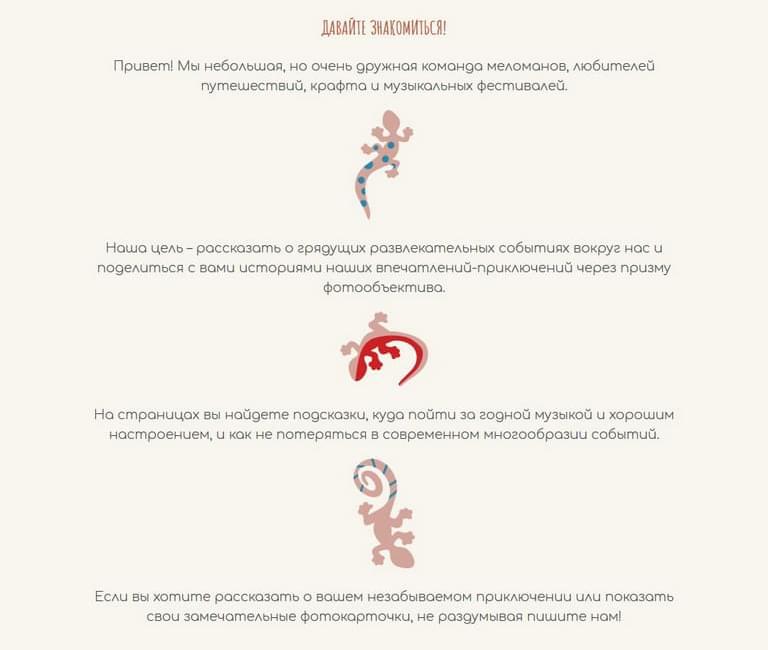 ДАВАЙТЕ ЗНАКОМИТЬСЯ!
Привет! Мы небольшая, но очень дружная команда меломанов, любителей
путешествий, крафта и музыкальных фестивалей.
Наша цель – рассказать о грядущих развлекательных событиях вокруг нас и
поделиться с вами историями наших впечатлений-приключений через призму
фотообъектива.
На страницах вы найдете подсказки, куда пойти за годной музыкой и хорошим
настроением, и как не потеряться в современном многообразии событий.
Если вы хотите рассказать о вашем незабываемом приключении или показать
свои замечательные фотокарточки, не раздумывая пишите нам!